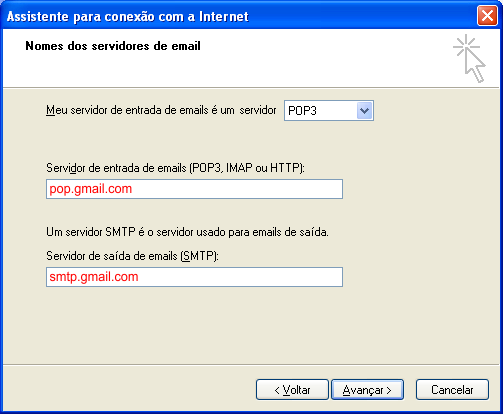 Assistente para conexão com a Internet
Nomes dos servidores de email
Meu servidor de entrada de emails é um servidor POP3
Servidor de entrada de emails (POP3, IMAP ou HTTP):
pop.gmail.com
Um servidor SMTP é o servidor usado para emails de saída.
Servidor de saída de emails (SMTP):
smtp.gmail.com
< Voltar Avançar > Cancelar